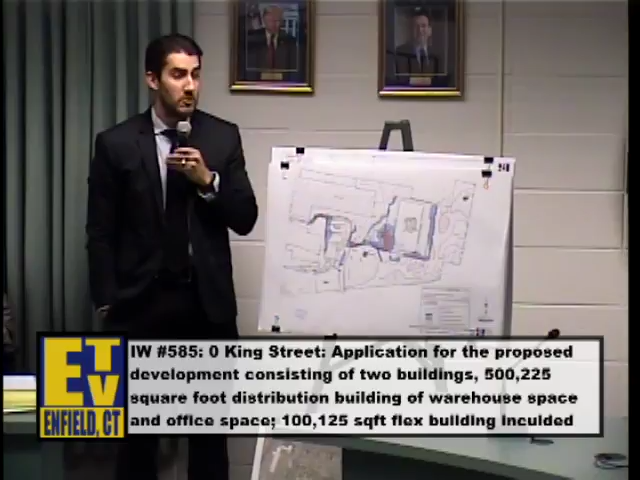 ETV
ENFIELD, CT
IW #585: 0 King Street: Application for the proposed
development consisting of two buildings, 500,225
square foot distribution building of warehouse space
and office space; 100,125 sqft flex building inculded